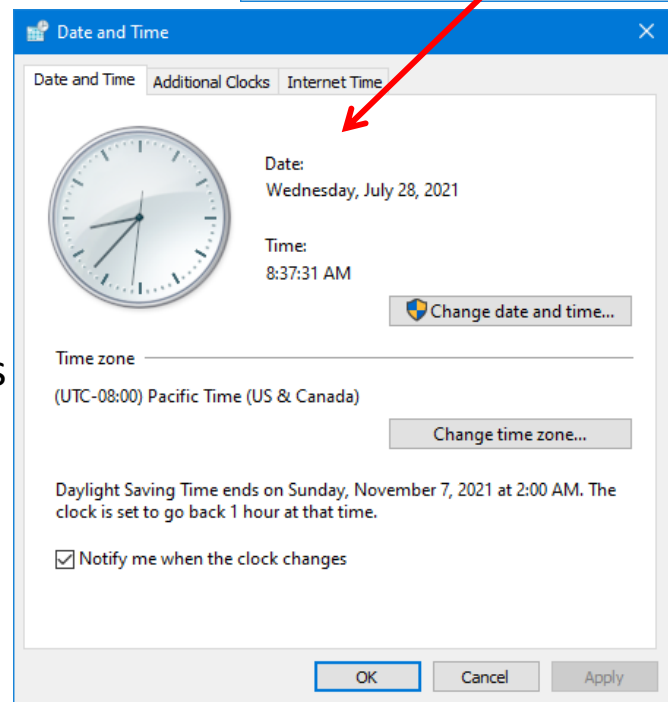 Date and Time
Date and Time Additional Clocks Internet Time
Date:
Wednesday, July 28, 2021
Time:
8:37:31 AM
Change date and time...
Time zone
S
(UTC-08:00) Pacific Time (US & Canada)
Change time zone...
Daylight Saving Time ends on Sunday, November 7, 2021 at 2:00 AM. The
clock is set to go back 1 hour at that time.
Notify me when the clock changes
OK Cancel Apply